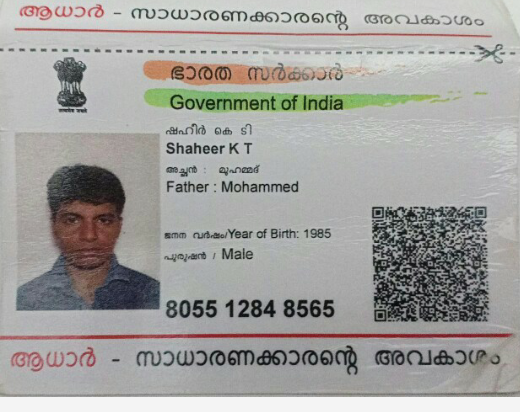 ആധാർ - സാധാരണക്കാരന്റെ അവകാശം
ഭാരത സർക്കാർ
Government of India
ഷഹീർ കെ ടി
Shaheer K T
അച്ഛൻ : മുഹമ്മദ്
Father : Mohammed
ജനന വർഷം/Year of Birth: 1985
പുരുഷൻ / Male
8055 1284 8565
ആധാർ - സാധാരണക്കാരന്റെ അവകാശം